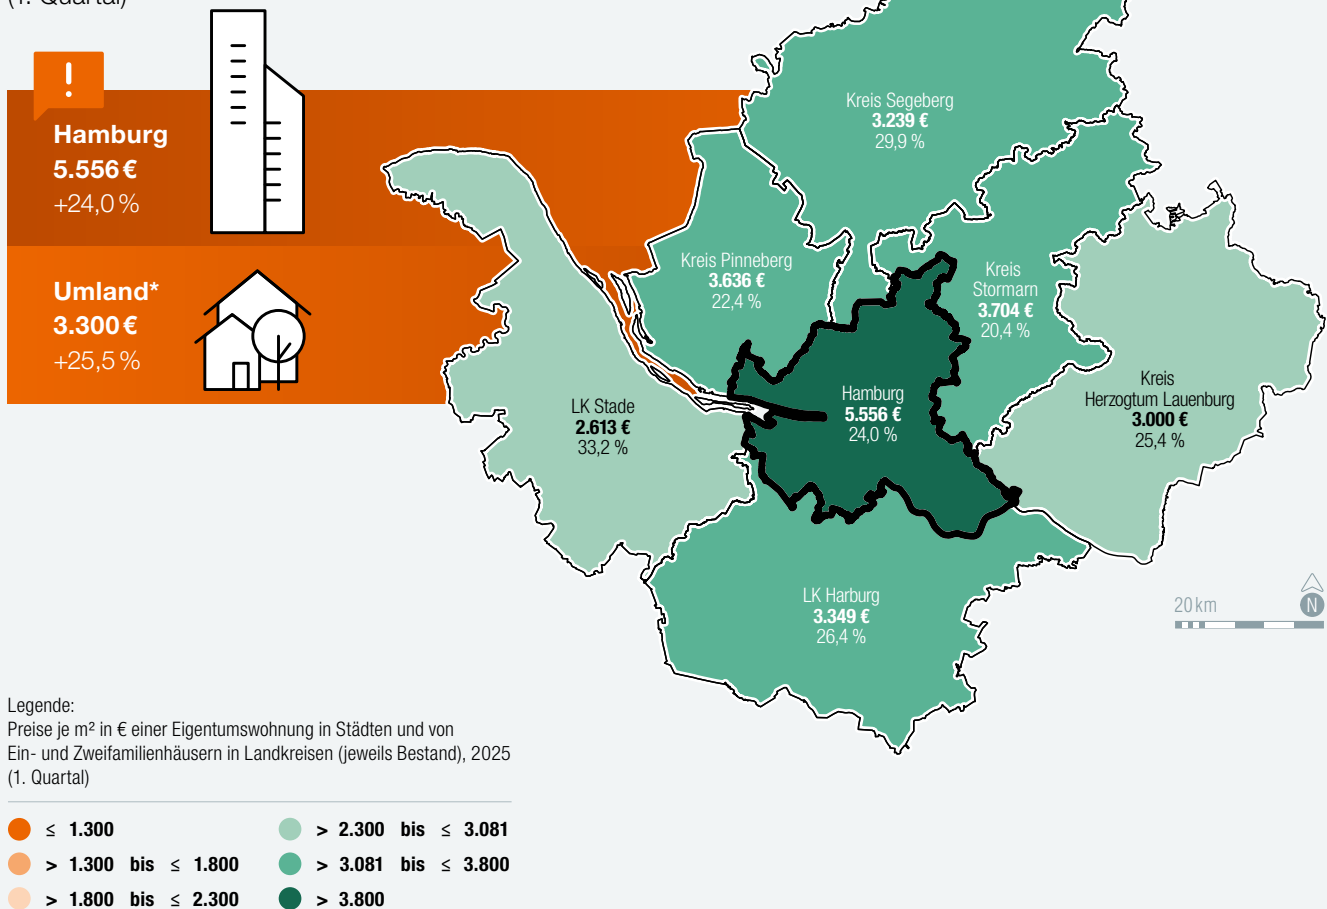 (1. Quartal)
!
Hamburg
5.556 €
+24,0 %
Umland*
3.300 €
+25,5 %
Kreis Segeberg
3.239 €
29,9 %
Kreis Pinneberg
3.636 €
22,4 %
Kreis
Stormarn
3.704 €
20,4 %
Kreis
Herzogtum Lauenburg
3.000 €
25,4 %
Hamburg
5.556 €
24,0 %
LK Stade
2.613 €
33,2 %
LK Harburg
3.349 €
26,4 %
20 km
N
Legende:
Preise je m² in € einer Eigentumswohnung in Städten und von
Ein- und Zweifamilienhäusern in Landkreisen (jeweils Bestand), 2025
(1. Quartal)
≤ 1.300
> 1.300 bis ≤ 1.800
> 1.800 bis ≤ 2.300
> 2.300 bis ≤ 3.081
> 3.081 bis ≤ 3.800
> 3.800